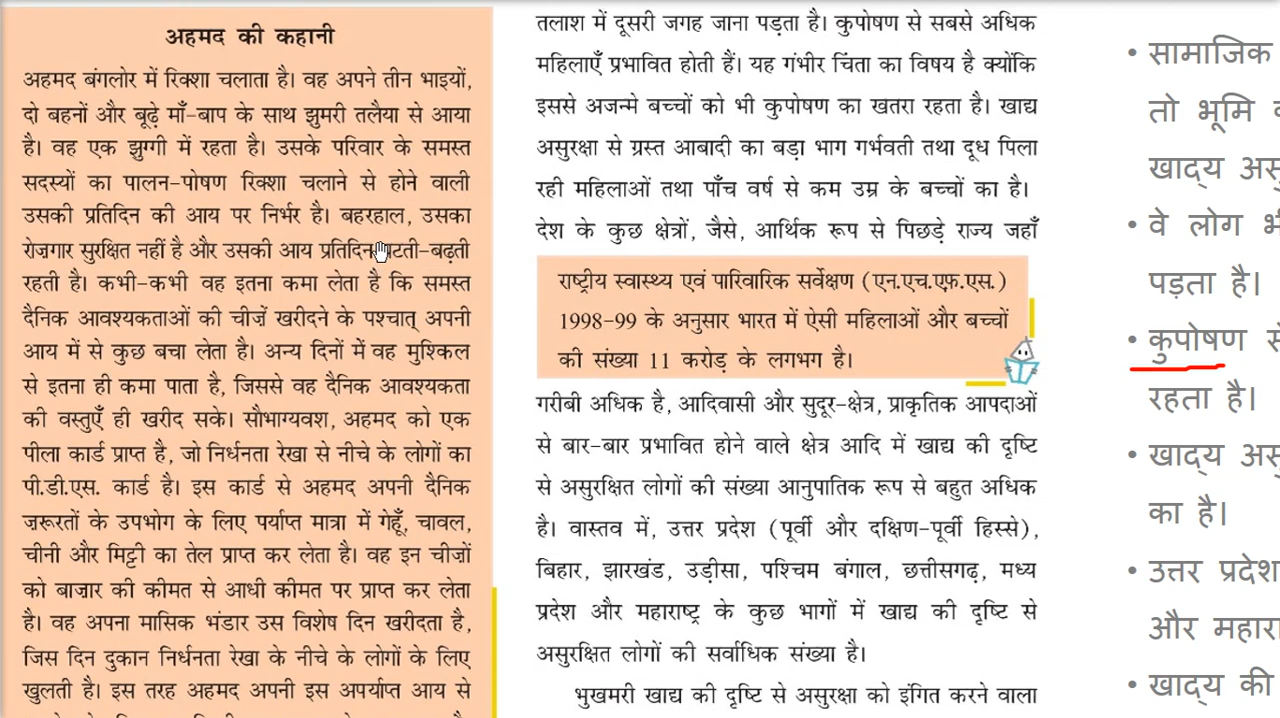 अहमद की कहानी
अहमद बंगलोर में रिक्शा चलाता है। वह अपने तीन भाइयों,
दो बहनों और बूढ़े माँ-बाप के साथ झुमरी तलैया से आया
है। वह एक झुग्गी में रहता है। उसके परिवार के समस्त
सदस्यों का पालन-पोषण रिक्शा चलाने से होने वाली
उसकी प्रतिदिन की आय पर निर्भर है। बहरहाल, उसका
रोज़गार सुरक्षित नहीं है और उसकी आय प्रतिदिन घटती-बढ़ती
रहती है। कभी-कभी वह इतना कमा लेता है कि समस्त
दैनिक आवश्यकताओं की चीज़ें खरीदने के पश्चात् अपनी
आय में से कुछ बचा लेता है। अन्य दिनों में वह मुश्किल
से इतना ही कमा पाता है, जिससे वह दैनिक आवश्यकता
की वस्तुएँ ही खरीद सके। सौभाग्यवश, अहमद को एक
पीला कार्ड प्राप्त है, जो निर्धनता रेखा से नीचे के लोगों का
पी.डी.एस. कार्ड है। इस कार्ड से अहमद अपनी दैनिक
ज़रूरतों के उपभोग के लिए पर्याप्त मात्रा में गेहूँ, चावल,
चीनी और मिट्टी का तेल प्राप्त कर लेता है। वह इन चीज़ों
को बाज़ार की कीमत से आधी कीमत पर प्राप्त कर लेता
है। वह अपना मासिक भंडार उस विशेष दिन खरीदता है,
जिस दिन दुकान निर्धनता रेखा के नीचे के लोगों के लिए
खुलती है। इस तरह अहमद अपनी इस अपर्याप्त आय से
तलाश में दूसरी जगह जाना पड़ता है। कुपोषण से सबसे अधिक
महिलाएँ प्रभावित होती हैं। यह गंभीर चिंता का विषय है क्योंकि
इससे अजन्मे बच्चों को भी कुपोषण का खतरा रहता है। खाद्य
असुरक्षा से ग्रस्त आबादी का बड़ा भाग गर्भवती तथा दूध पिला
रही महिलाओं तथा पाँच वर्ष से कम उम्र के बच्चों का है।
देश के कुछ क्षेत्रों, जैसे, आर्थिक रूप से पिछड़े राज्य जहाँ
राष्ट्रीय स्वास्थ्य एवं पारिवारिक सर्वेक्षण (एन.एच.एफ़.एस.)
1998-99 के अनुसार भारत में ऐसी महिलाओं और बच्चों
की संख्या 11 करोड़ के लगभग है।
गरीबी अधिक है, आदिवासी और सुदूर-क्षेत्र, प्राकृतिक आपदाओं
से बार-बार प्रभावित होने वाले क्षेत्र आदि में खाद्य की दृष्टि
से असुरक्षित लोगों की संख्या आनुपातिक रूप से बहुत अधिक
है। वास्तव में, उत्तर प्रदेश (पूर्वी और दक्षिण-पूर्वी हिस्से),
बिहार, झारखंड, उड़ीसा, पश्चिम बंगाल, छत्तीसगढ़, मध्य
प्रदेश और महाराष्ट्र के कुछ भागों में खाद्य की दृष्टि से
असुरक्षित लोगों की सर्वाधिक संख्या है।
भुखमरी खाद्य की दृष्टि से असुरक्षा को इंगित करने वाला
• सामाजिक
तो भूमि
खाद्य
• वे लोग
पड़ता है।
• कुपोषण
रहता है।
• खाद्य
का है।
• उत्तर प्रदेश
और
• खाद्य की